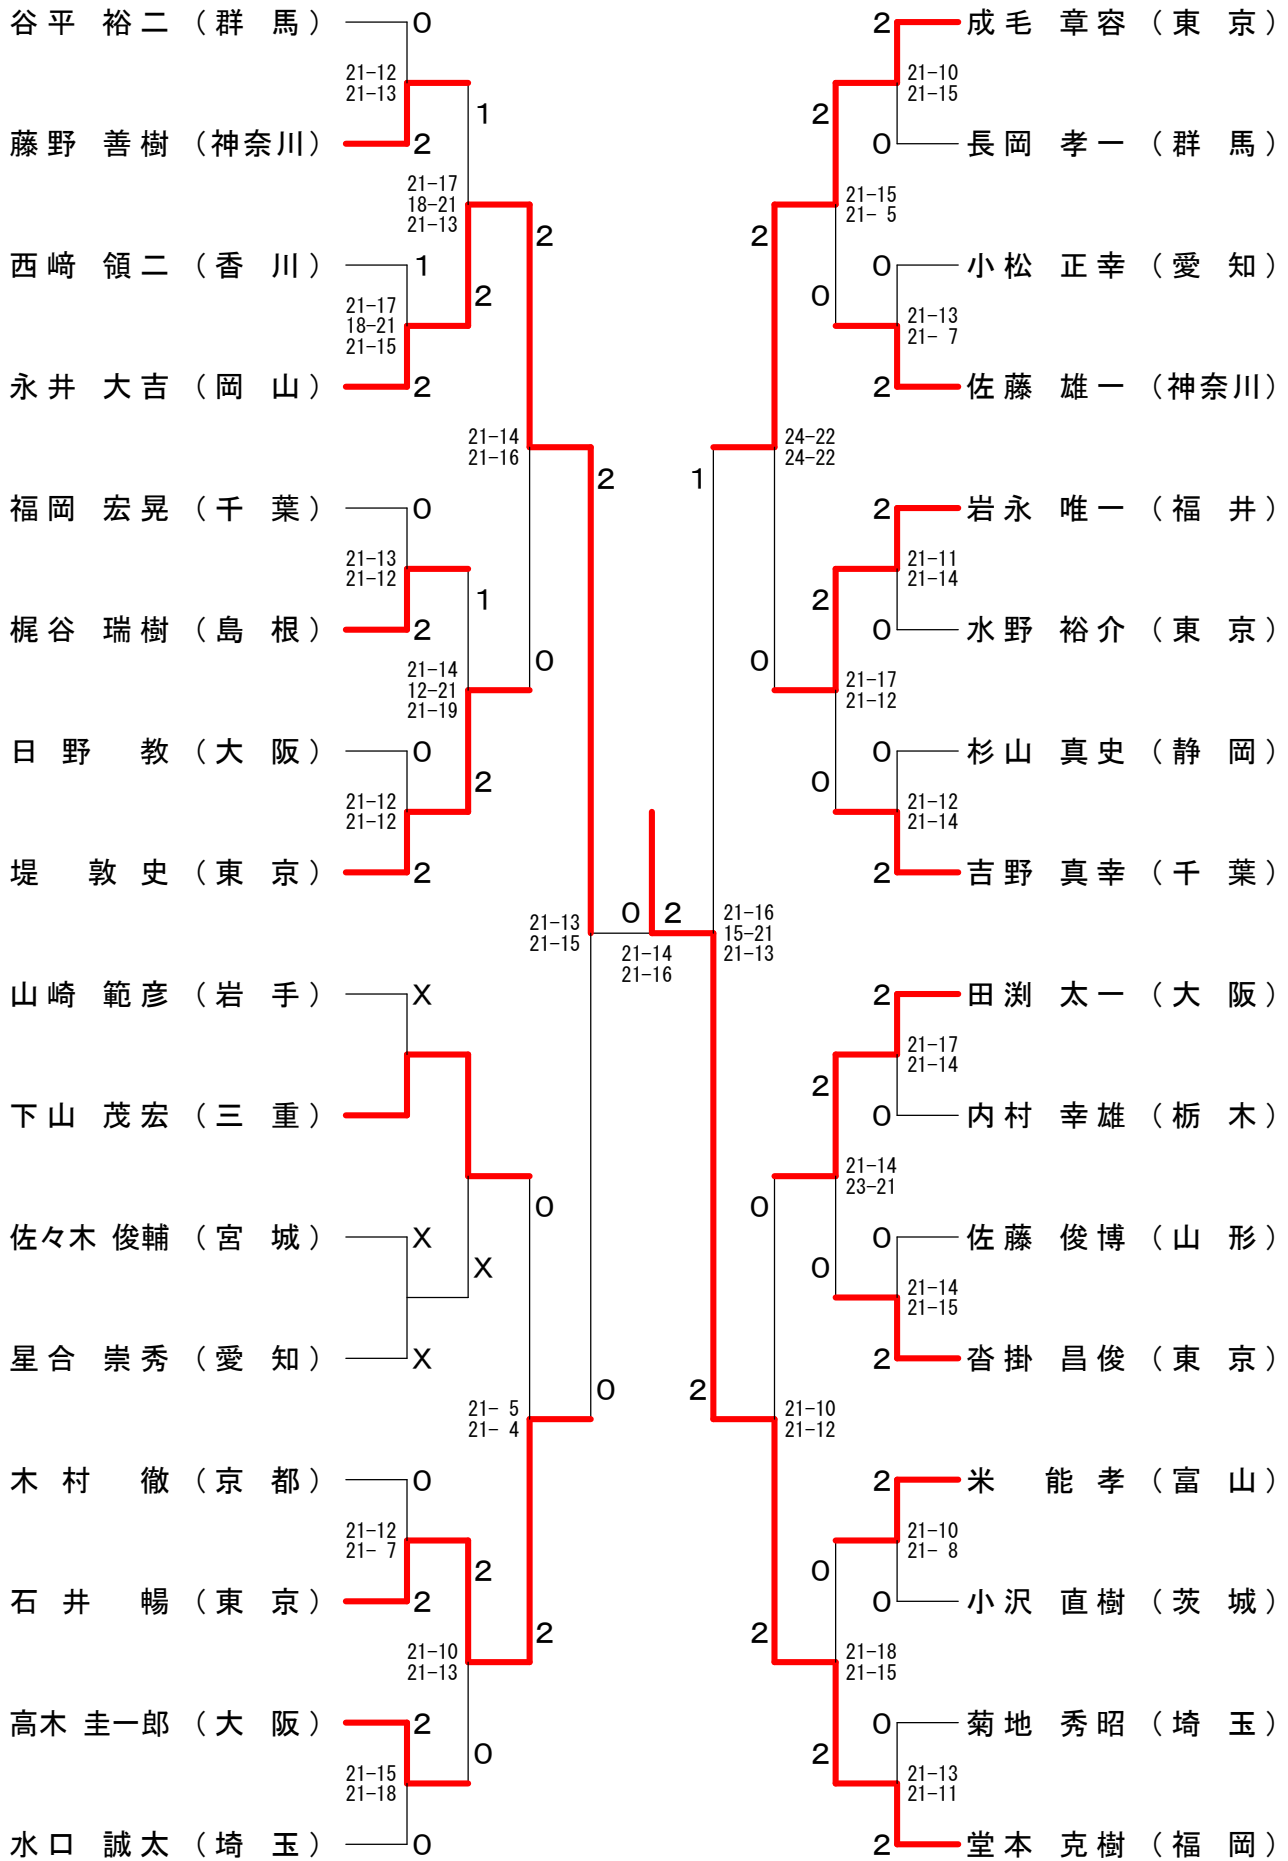 谷平 裕二 （群 馬） 0
21-12
21-13
1
藤野 善樹 （神奈川） 2
21-17
18-21
21-13
2
西﨑 領二 （香 川） 1
21-17
18-21
21-15
2
永井 大吉 （岡 山） 2
21-14
21-16
2
福岡 宏晃 （千 葉） 0
21-13
21-12
1
梶谷 瑞樹 （島 根） 2
21-14
12-21
21-19
0
日野 教 （大 阪） 0
21-12
21-12
2
堤 敦史 （東 京） 2
21-13
21-15
0 2
21-14
21-16
山崎 範彦 （岩 手） X
下山 茂宏 （三 重）
0
佐々木 俊輔 （宮 城） X
X
星合 崇秀 （愛 知） X
21- 5
21- 4
0
木村 徹 （京 都） 0
21-12
21- 7
2
石井 暢 （東 京） 2
21-10
21-13
2
高木 圭一郎 （大 阪） 2
21-15
21-18
0
水口 誠太 （埼 玉） 0
2 成毛 章容 （東 京）
21-10
21-15
2
0 長岡 孝一 （群 馬）
21-15
21- 5
2
0 小松 正幸 （愛 知）
21-13
21- 7
0
2 佐藤 雄一 （神奈川）
24-22
24-22
1
2 岩永 唯一 （福 井）
21-11
21-14
2
0 水野 裕介 （東 京）
21-17
21-12
0
0 杉山 真史 （静 岡）
21-12
21-14
0
2 吉野 真幸 （千 葉）
21-16
15-21
21-13
2 田渕 太一 （大 阪）
21-17
21-14
2
0 内村 幸雄 （栃 木）
21-14
23-21
0
0 佐藤 俊博 （山 形）
21-14
21-15
0
2 沓掛 昌俊 （東 京）
21-10
21-12
2
2 米 能孝 （富 山）
21-10
21- 8
0
0 小沢 直樹 （茨 城）
21-18
21-15
2
0 菊地 秀昭 （埼 玉）
21-13
21-11
2
2 堂本 克樹 （福 岡）